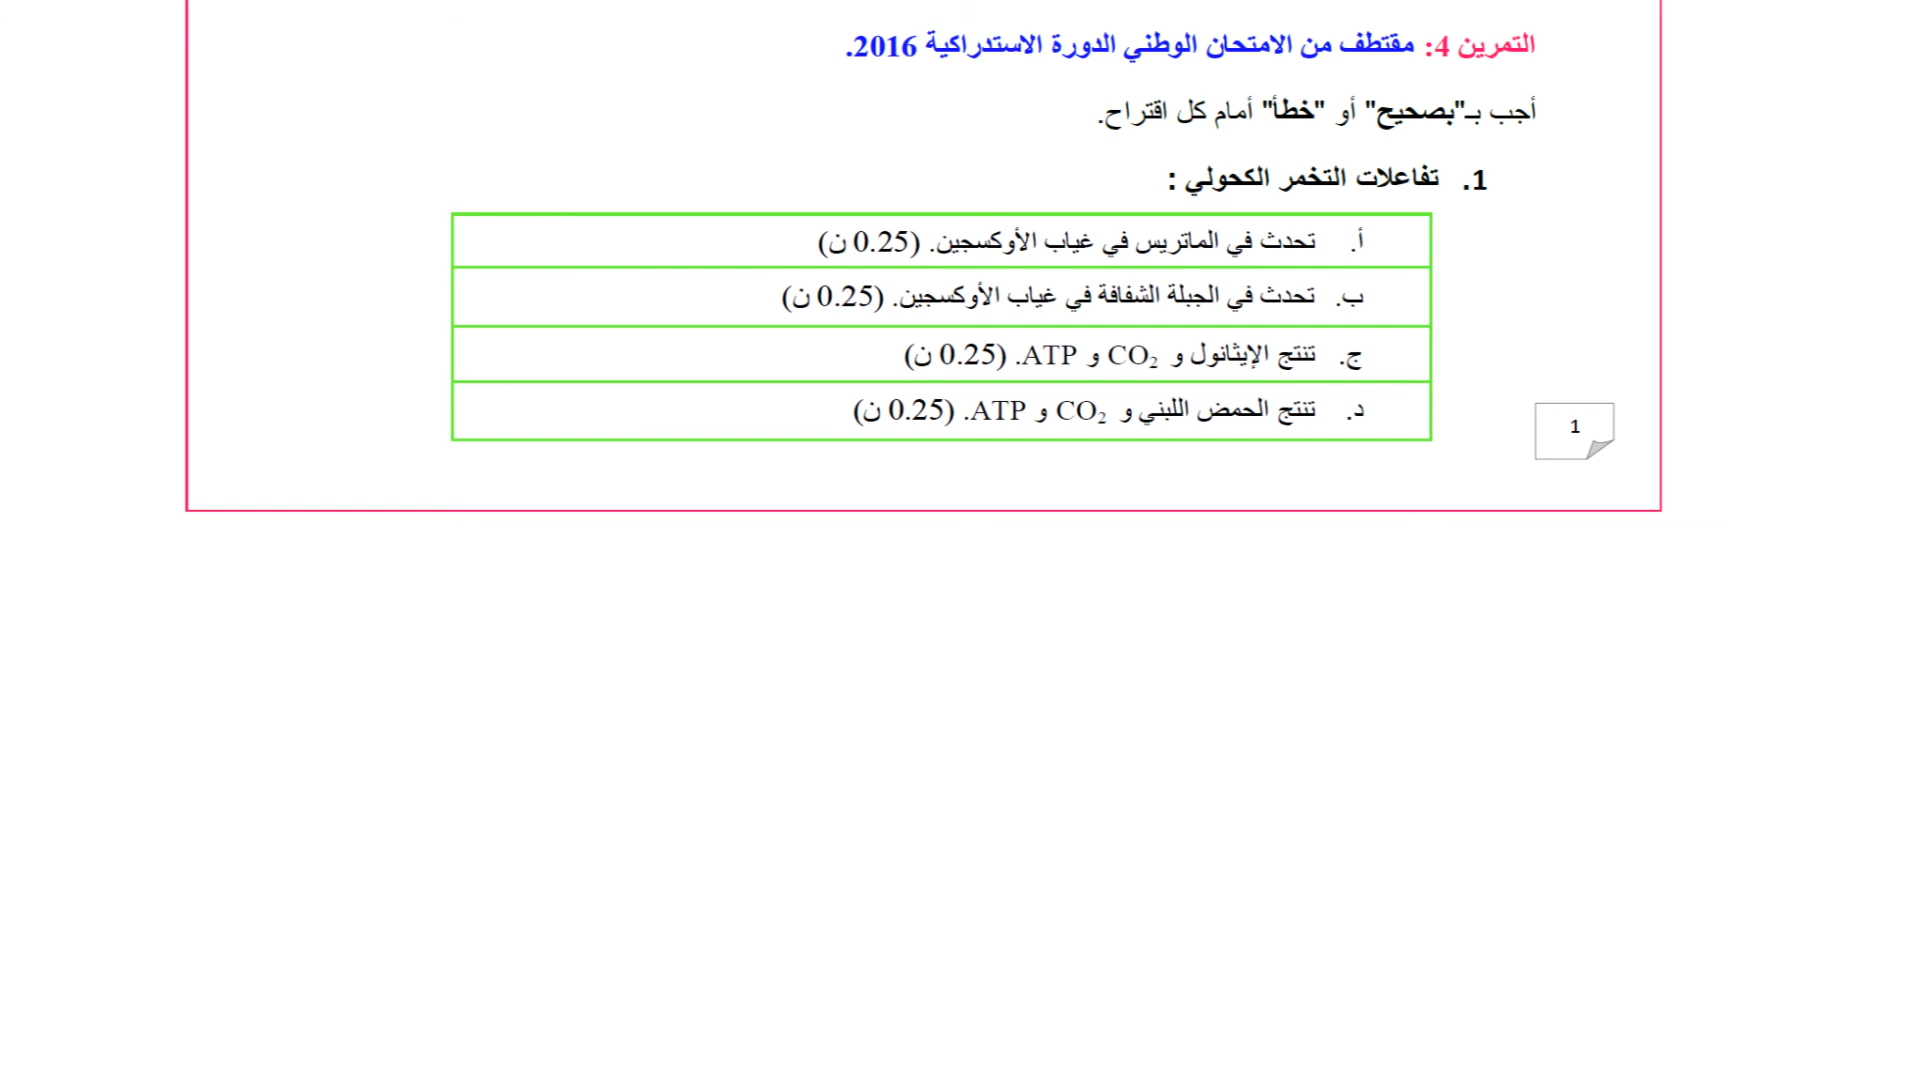 التمرين 4: مقتطف من الامتحان الوطني الدورة الاستدراكية 2016.
أجب بـ"بصحيح" أو "خطأ" أمام كل اقتراح.
1. تفاعلات التخمر الكحولي :
أ. تحدث في الماتريس في غياب الأوكسجين. (0.25 ن)
ب. تحدث في الجبلة الشفافة في غياب الأوكسجين. (0.25 ن)
ج. تنتج الإيثانول و CO₂ و ATP. (0.25 ن)
د. تنتج الحمض اللبني و CO₂ و ATP. (0.25 ن)
1